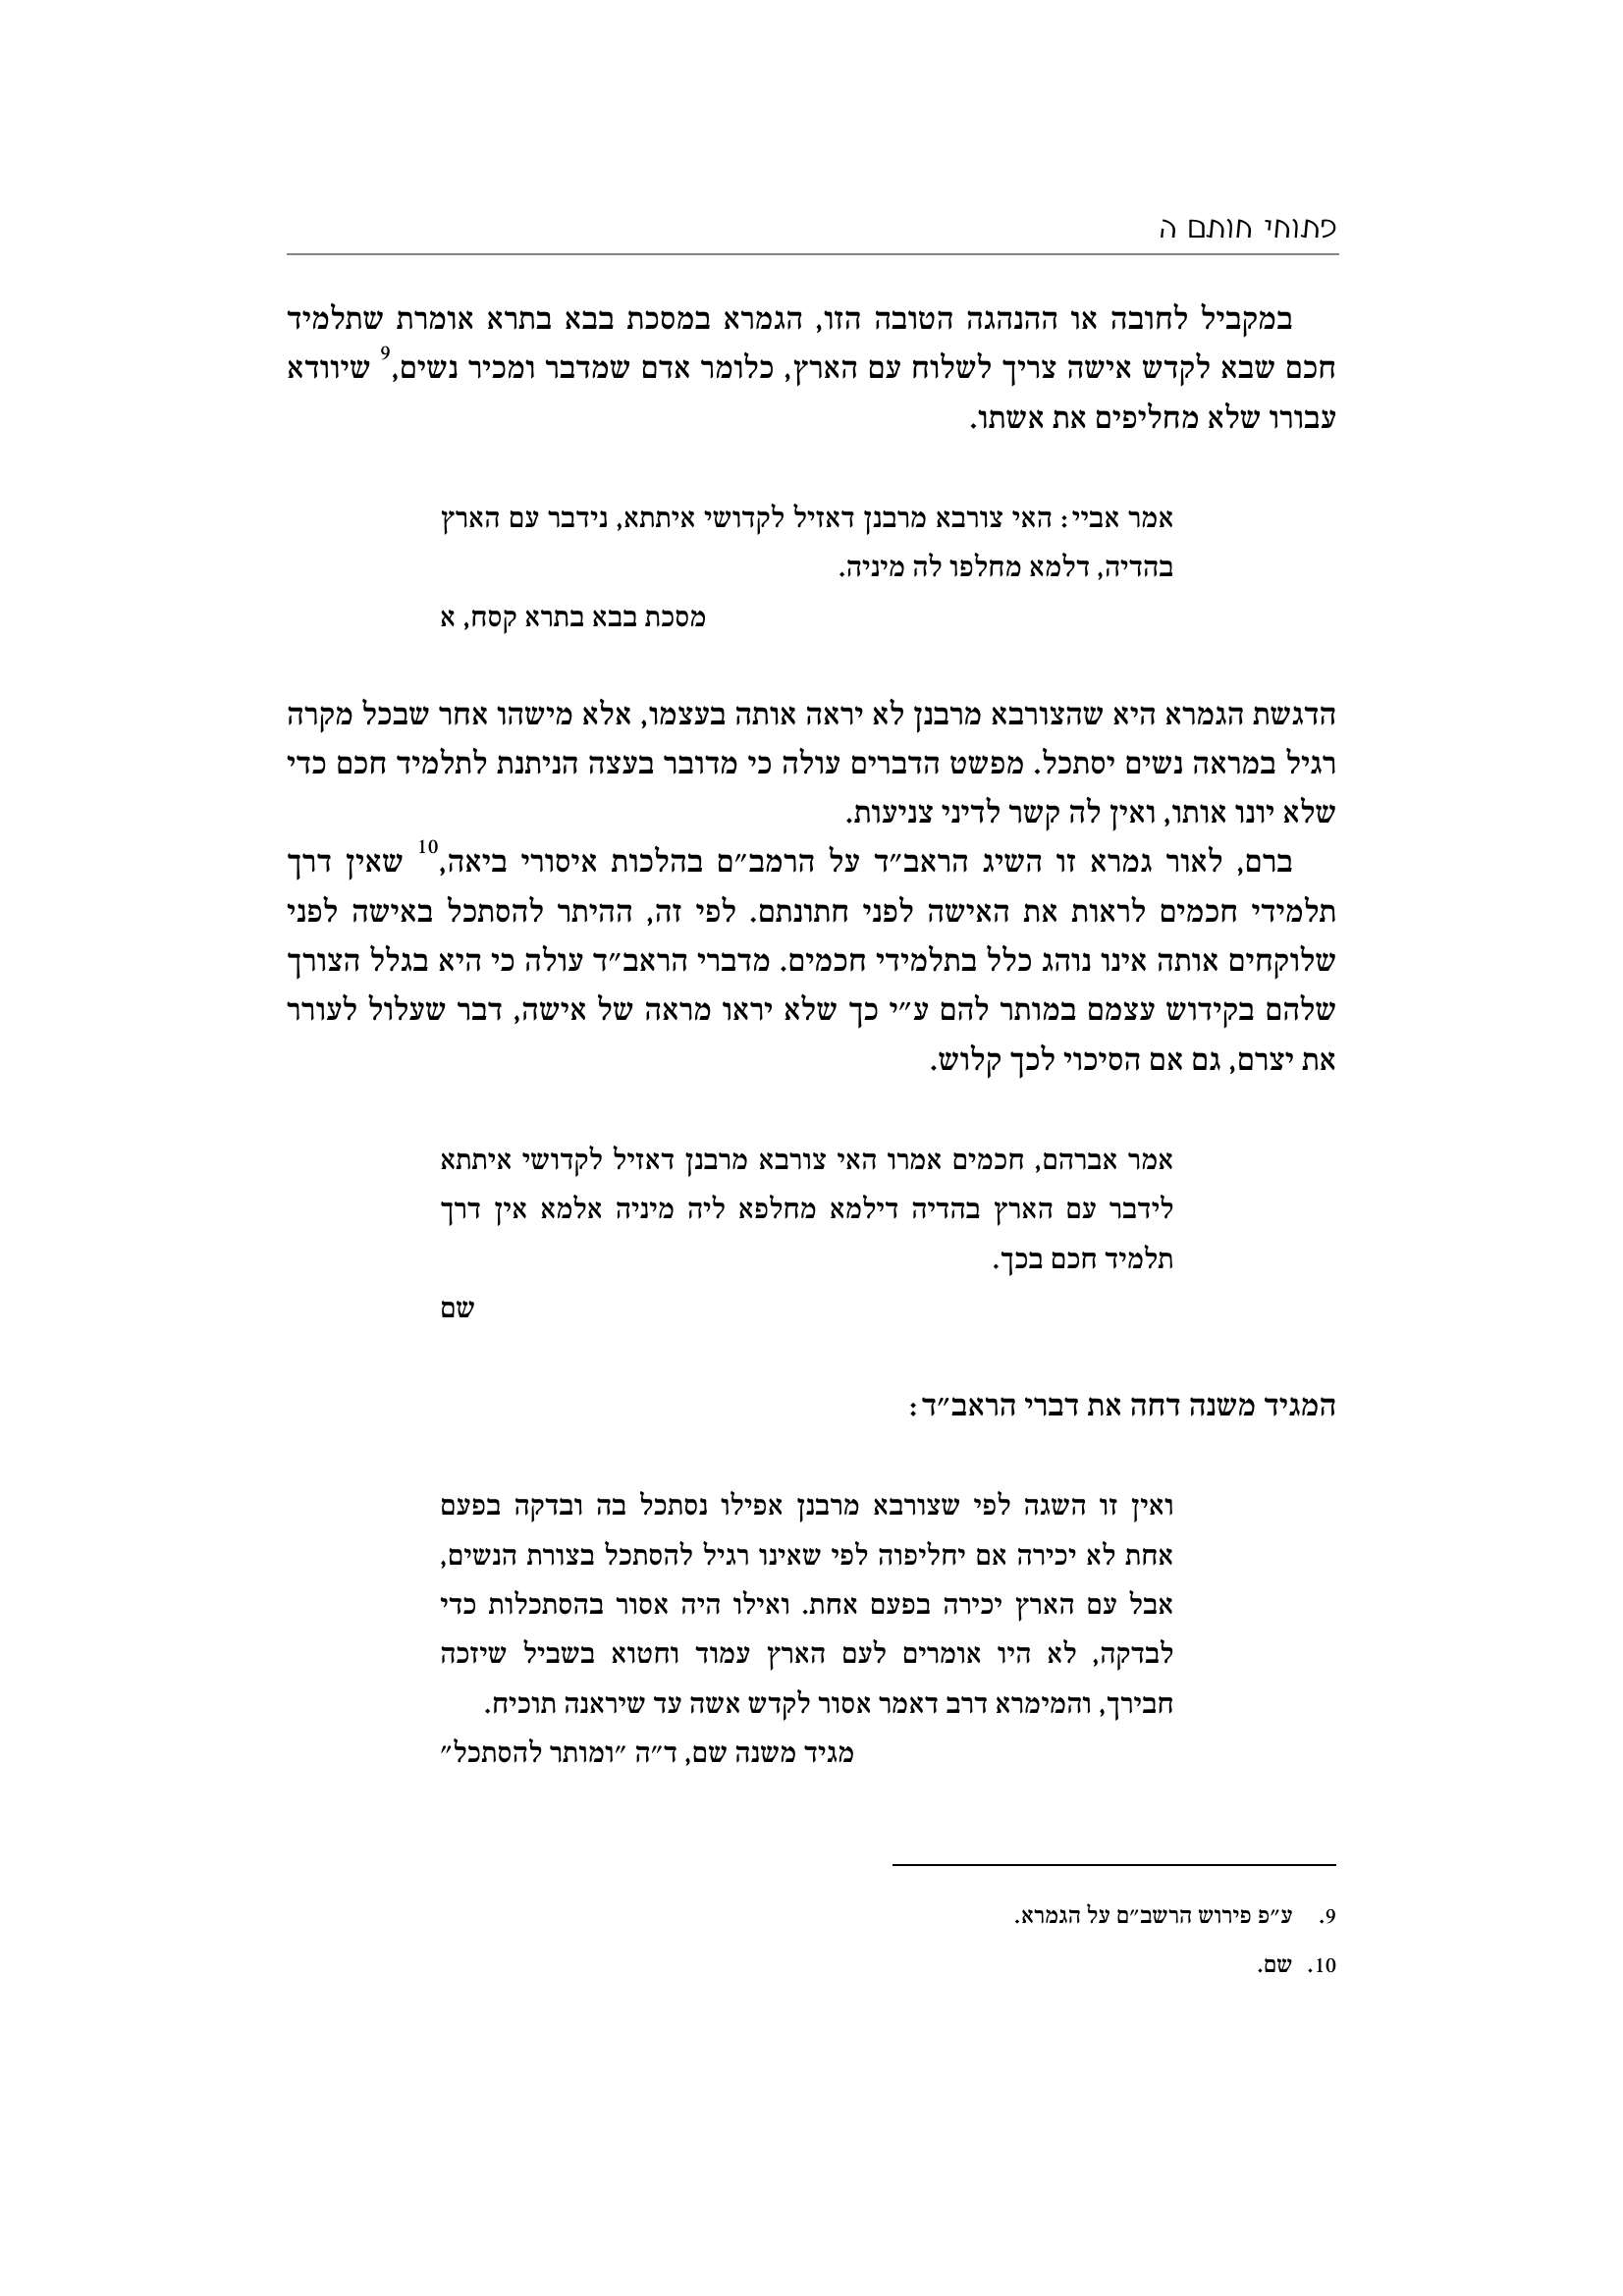 פתוחי חותם ה
במקביל לחובה או ההנהגה הטובה הזו, הגמרא במסכת בבא בתרא אומרת שתלמיד
חכם שבא לקדש אישה צריך לשלוח עם הארץ, כלומר אדם שמדבר ומכיר נשים,9 שיוודא
עבורו שלא מחליפים את אשתו.
אמר אביי: האי צורבא מרבנן דאזיל לקדושי איתתא, נידבר עם הארץ
בהדיה, דלמא מחלפו לה מיניה.
מסכת בבא בתרא קסח, א
הדגשת הגמרא היא שהצורבא מרבנן לא יראה אותה בעצמו, אלא מישהו אחר שבכל מקרה
רגיל במראה נשים יסתכל. מפשט הדברים עולה כי מדובר בעצה הניתנת לתלמיד חכם כדי
שלא יונו אותו, ואין לה קשר לדיני צניעות.
ברם, לאור גמרא זו השיג הראב״ד על הרמב״ם בהלכות איסורי ביאה,10 שאין דרך
תלמידי חכמים לראות את האישה לפני חתונתם. לפי זה, ההיתר להסתכל באישה לפני
שלוקחים אותה אינו נוהג כלל בתלמידי חכמים. מדברי הראב״ד עולה כי היא בגלל הצורך
שלהם בקידוש עצמם במותר להם ע״י כך שלא יראו מראה של אישה, דבר שעלול לעורר
את יצרם, גם אם הסיכוי לכך קלוש.
אמר אברהם, חכמים אמרו האי צורבא מרבנן דאזיל לקדושי איתתא
לידבר עם הארץ בהדיה דילמא מחלפא ליה מיניה אלמא אין דרך
תלמיד חכם בכך.
שם
המגיד משנה דחה את דברי הראב״ד:
ואין זו השגה לפי שצורבא מרבנן אפילו נסתכל בה ובדקה בפעם
אחת לא יכירה אם יחליפוה לפי שאינו רגיל להסתכל בצורת הנשים,
אבל עם הארץ יכירה בפעם אחת. ואילו היה אסור בהסתכלות כדי
לבדקה, לא היו אומרים לעם הארץ עמוד וחטוא בשביל שיזכה
חבירך, והמימרא דרב דאמר אסור לקדש אשה עד שיראנה תוכיח.
מגיד משנה שם, ד״ה ״ומותר להסתכל״
9. ע״פ פירוש הרשב״ם על הגמרא.
10. שם.